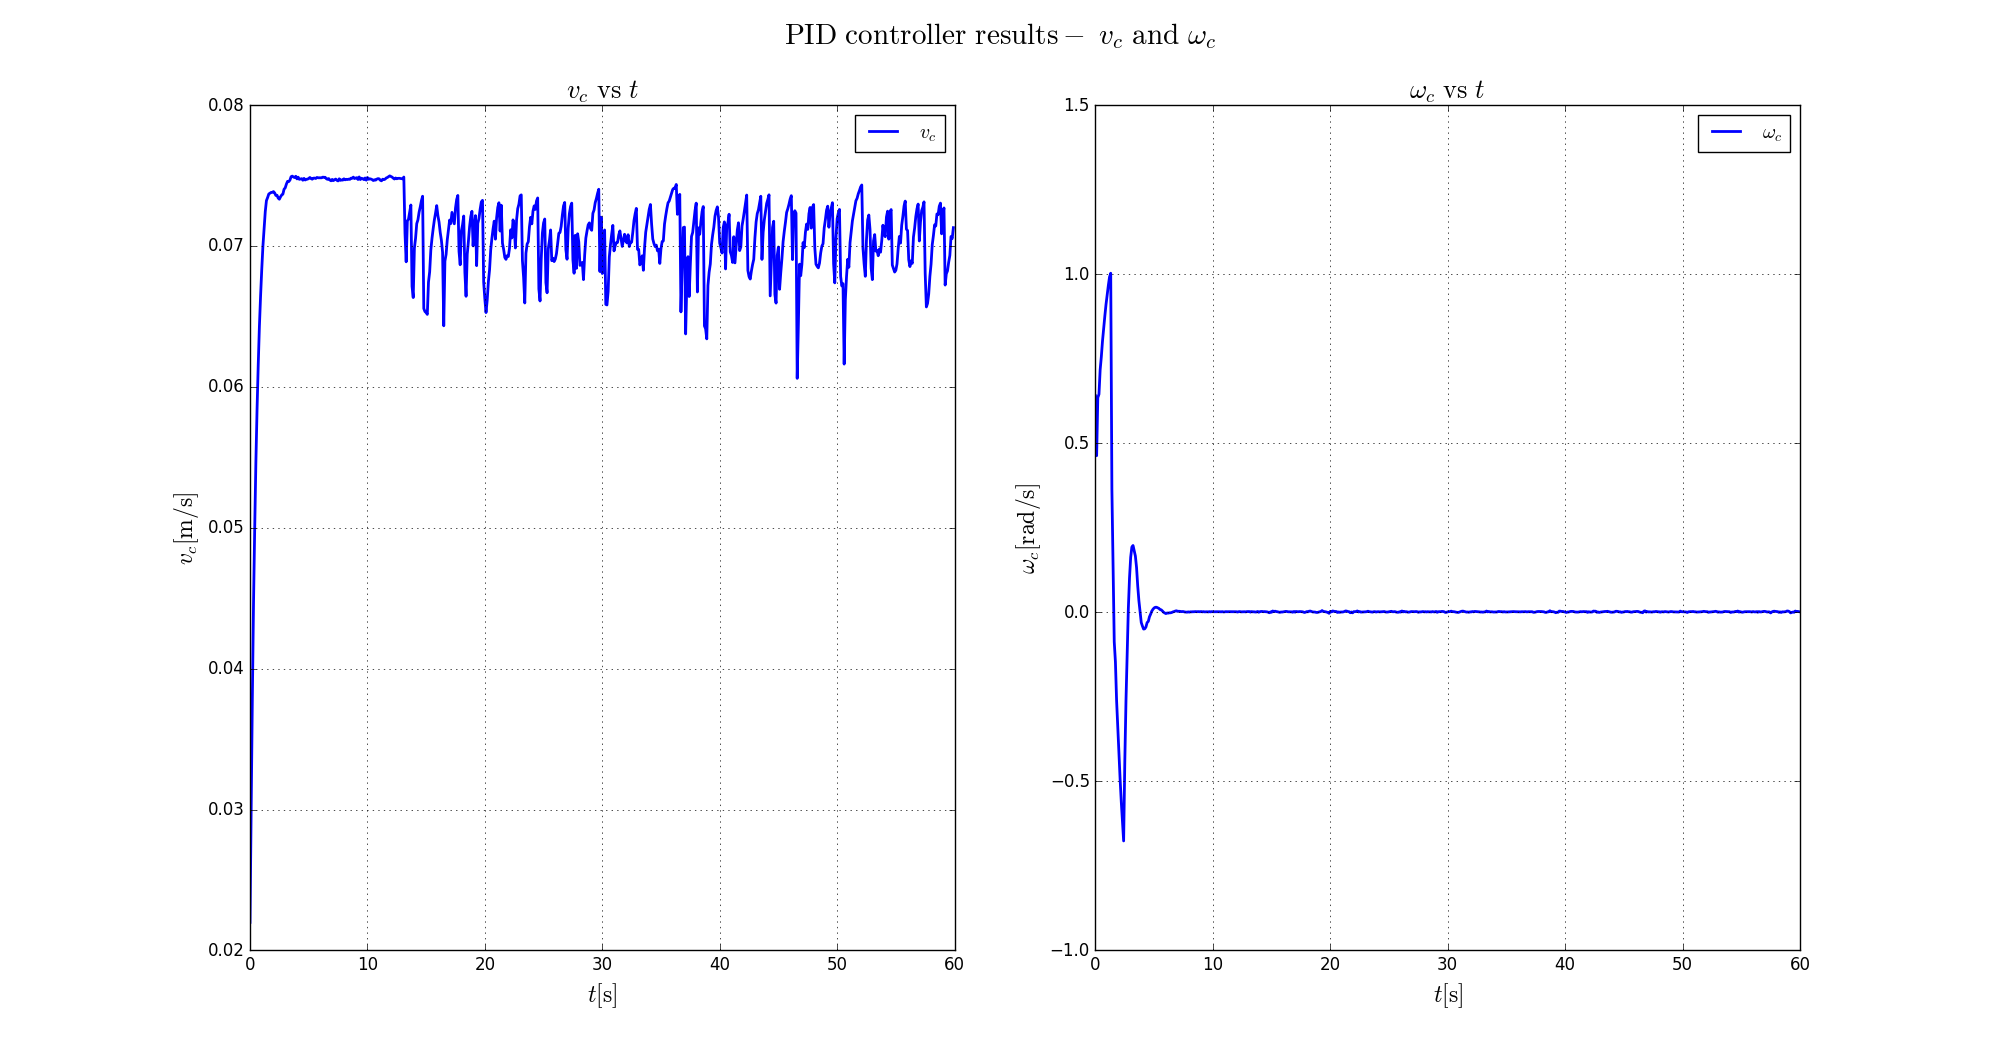 PID controller results – v_c and ω_c
v_c vs t
0.08
0.07
0.06
0.05
0.04
0.03
0.02
v_c[m/s]
0 10 20 30 40 50 60
t[s]
v_c
ω_c vs t
1.5
1.0
0.5
0.0
−0.5
−1.0
ω_c[rad/s]
0 10 20 30 40 50 60
t[s]
ω_c